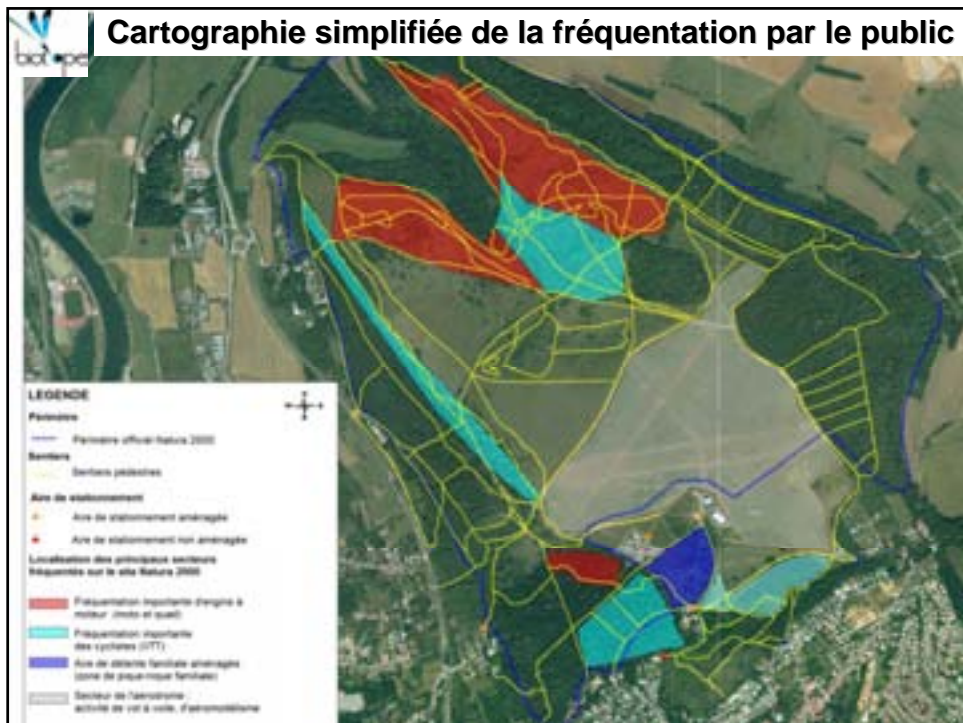 biotope
Cartographie simplifiée de la fréquentation par le public
LEGENDE
Périmètre
Périmètre officiel Natura 2000
Sentiers
Sentiers pédestres
Aire de stationnement
Aire de stationnement aménagée
Aire de stationnement non aménagée
Localisation des principaux secteurs
fréquentés sur le site Natura 2000
Fréquentation importante d'engins à
moteur (moto et quad)
Fréquentation importante
des cyclistes (VTT)
Aire de détente familiale aménagée
(zone de pique-nique familiale)
Secteur de l'aérodrome :
activité de vol à voile, d'aéromodélisme